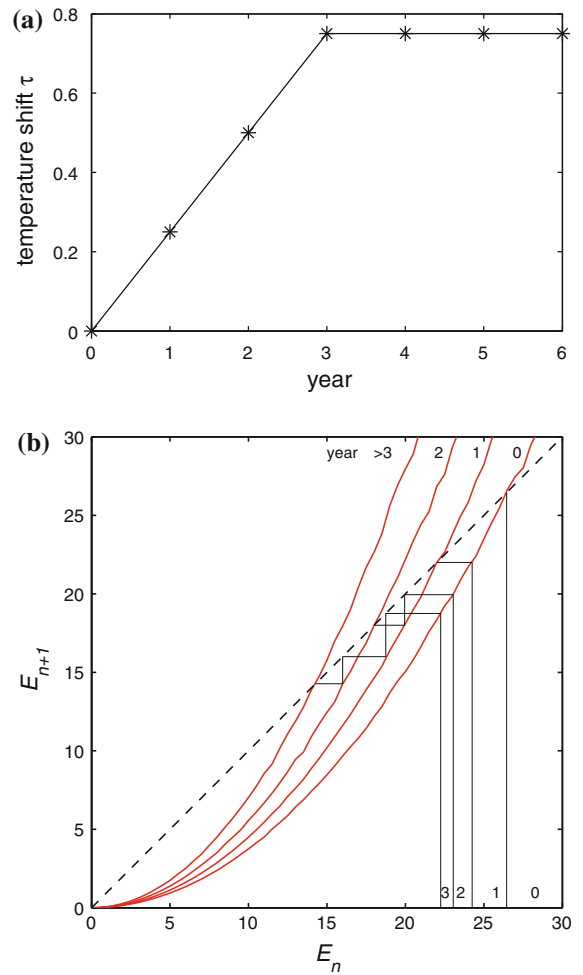 (a)
0.8
0.6
0.4
0.2
0
temperature shift τ
0 1 2 3 4 5 6
year
(b)
30
25
20
15
10
5
0
E_{n+1}
year >3 2 1 0
3 2 1 0
0 5 10 15 20 25 30
E_n